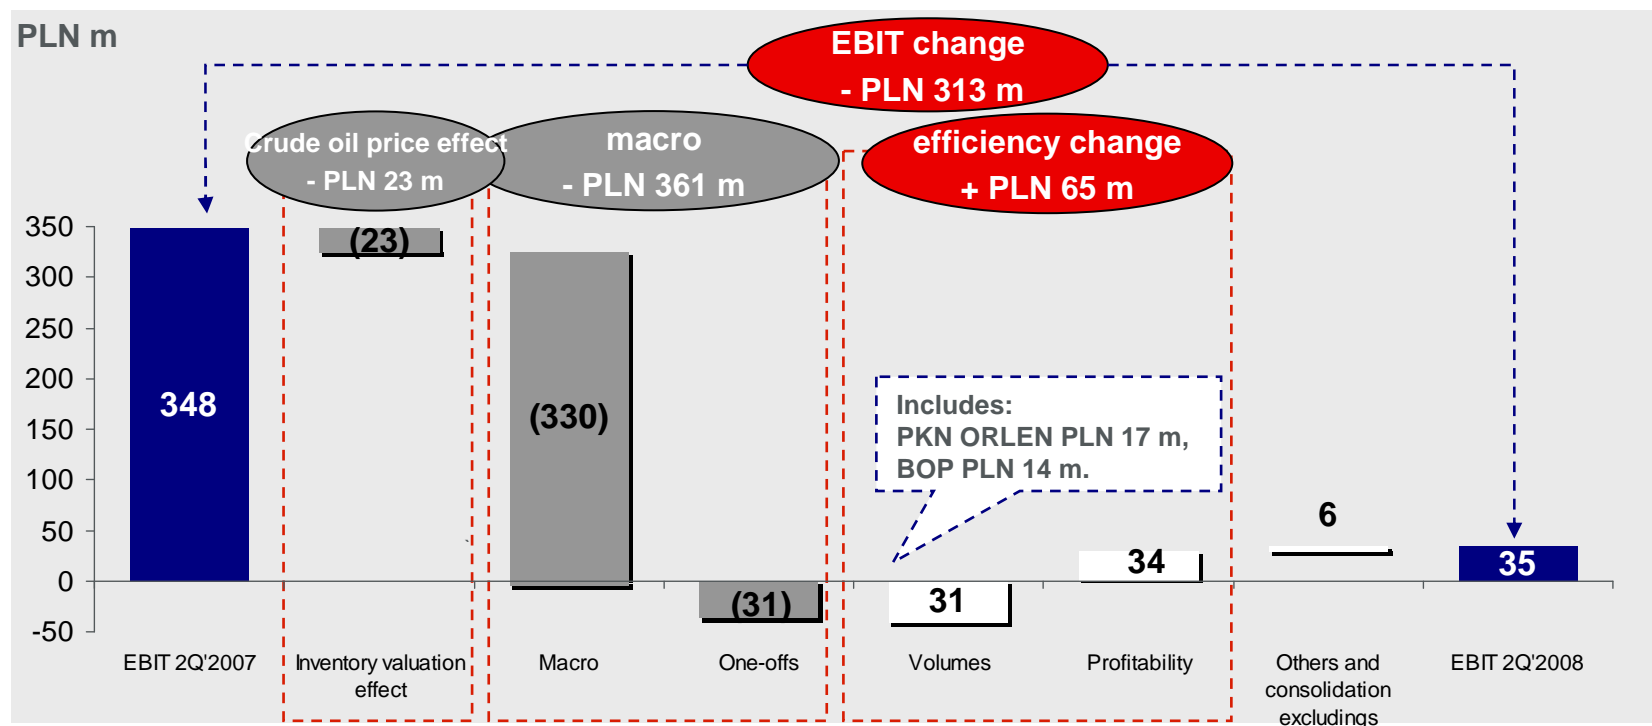 PLN m
EBIT change
- PLN 313 m
Crude oil price effect
- PLN 23 m
macro
- PLN 361 m
efficiency change
+ PLN 65 m
350
300
250
200
150
100
50
0
-50
348
(23)
(330)
(31)
Includes:
PKN ORLEN PLN 17 m,
BOP PLN 14 m.
31
34
6
35
EBIT 2Q'2007
Inventory valuation
effect
Macro
One-offs
Volumes
Profitability
Others and
consolidation
excludings
EBIT 2Q'2008